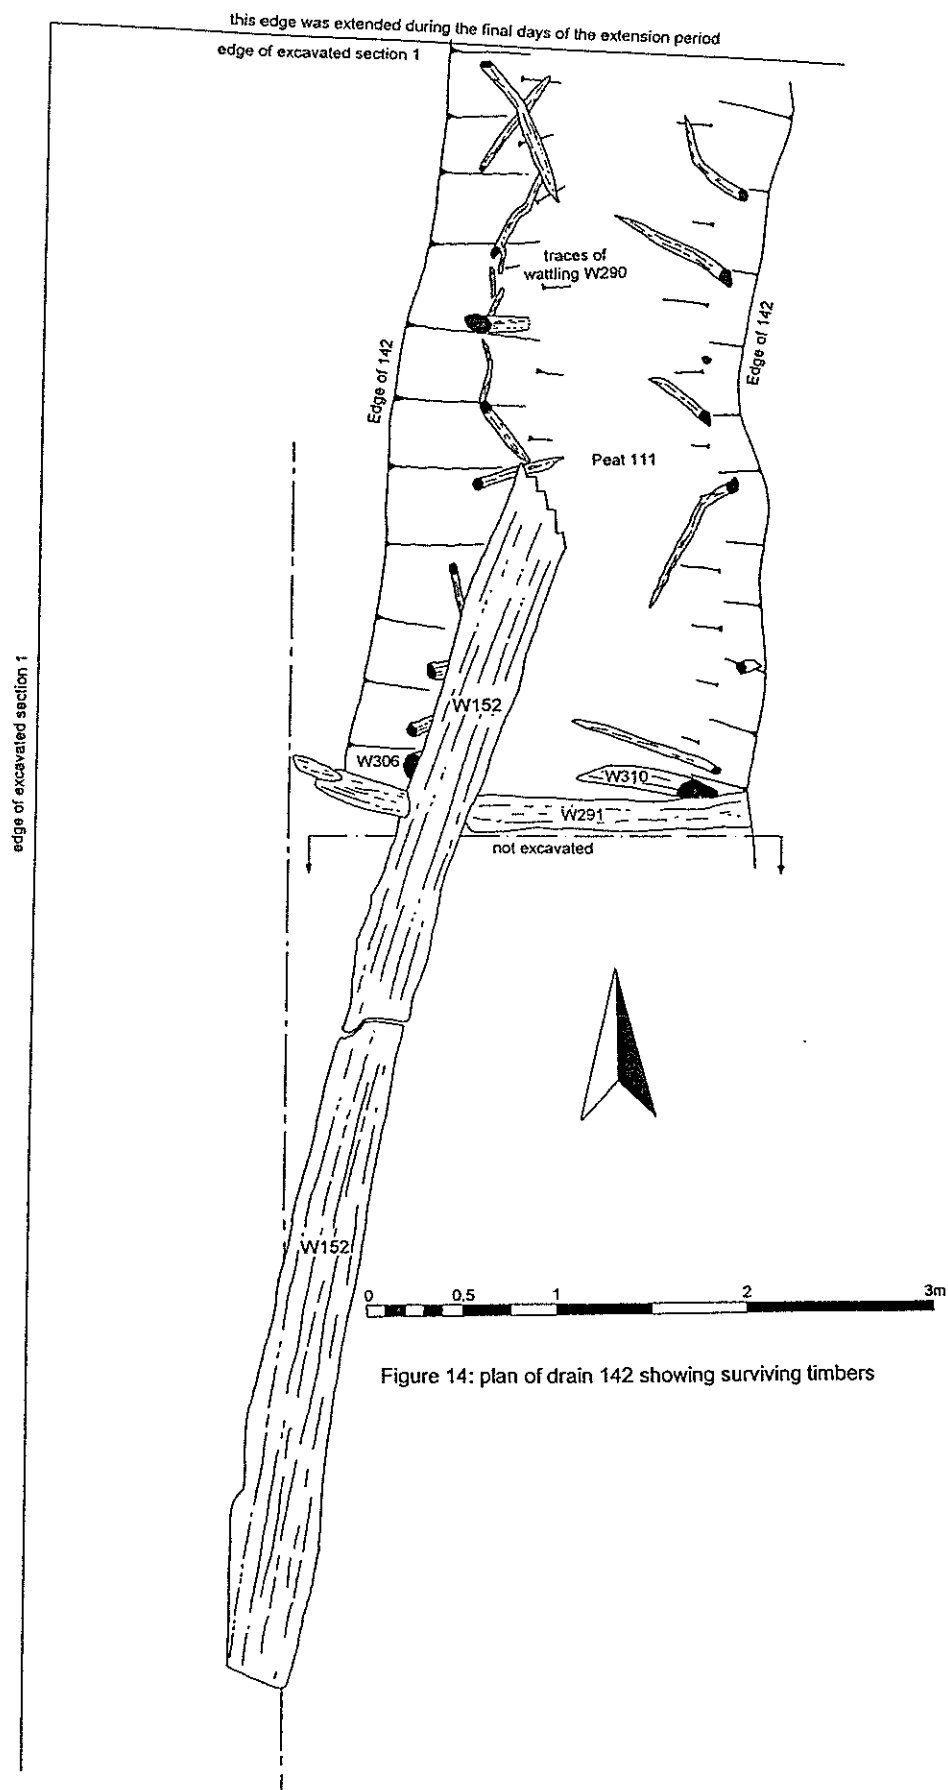 this edge was extended during the final days of the extension period
edge of excavated section 1
traces of
wattling W290
Edge of 142
Edge of 142
Peat 111
edge of excavated section 1
W152
W306
W310
W291
not excavated
W152
0 0.5 1 2 3m
Figure 14: plan of drain 142 showing surviving timbers